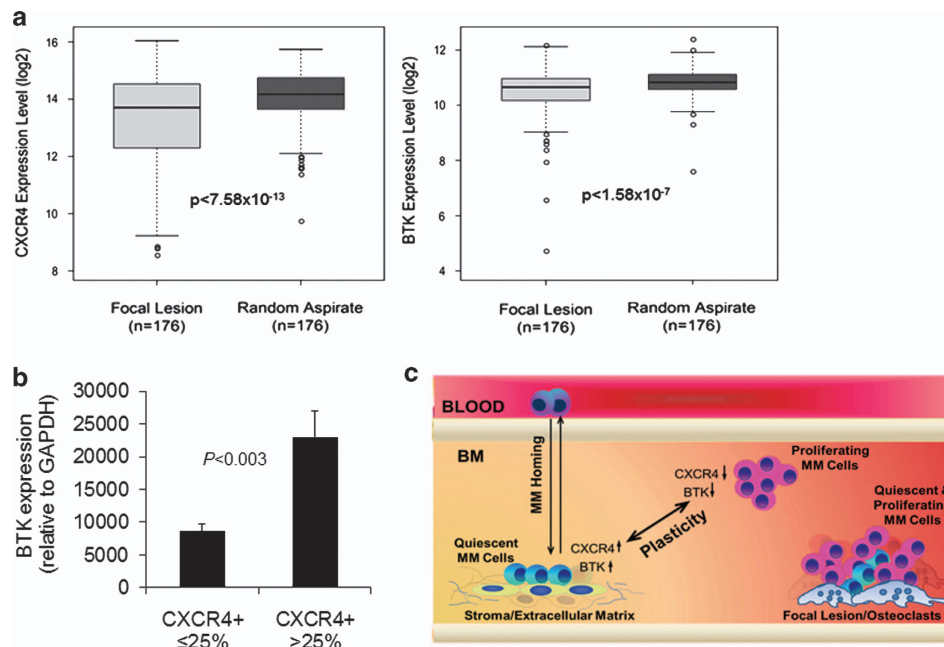 a
CXCR4 Expression Level (log2)
16
14
12
10
8
p<7.58x10-13
Focal Lesion
(n=176)
Random Aspirate
(n=176)
BTK Expression Level (log2)
12
10
8
6
4
p<1.58x10-7
Focal Lesion
(n=176)
Random Aspirate
(n=176)
b
BTK expression
(relative to GAPDH)
30000
25000
20000
15000
10000
5000
0
P<0.003
CXCR4+
≤25%
CXCR4+
>25%
c
BLOOD
BM
MM Homing
Quiescent
MM Cells
CXCR4↑
BTK↑
Plasticity
CXCR4↓
BTK↓
Proliferating
MM Cells
Quiescent &
Proliferating
MM Cells
Stroma/Extracellular Matrix
Focal Lesion/Osteoclasts